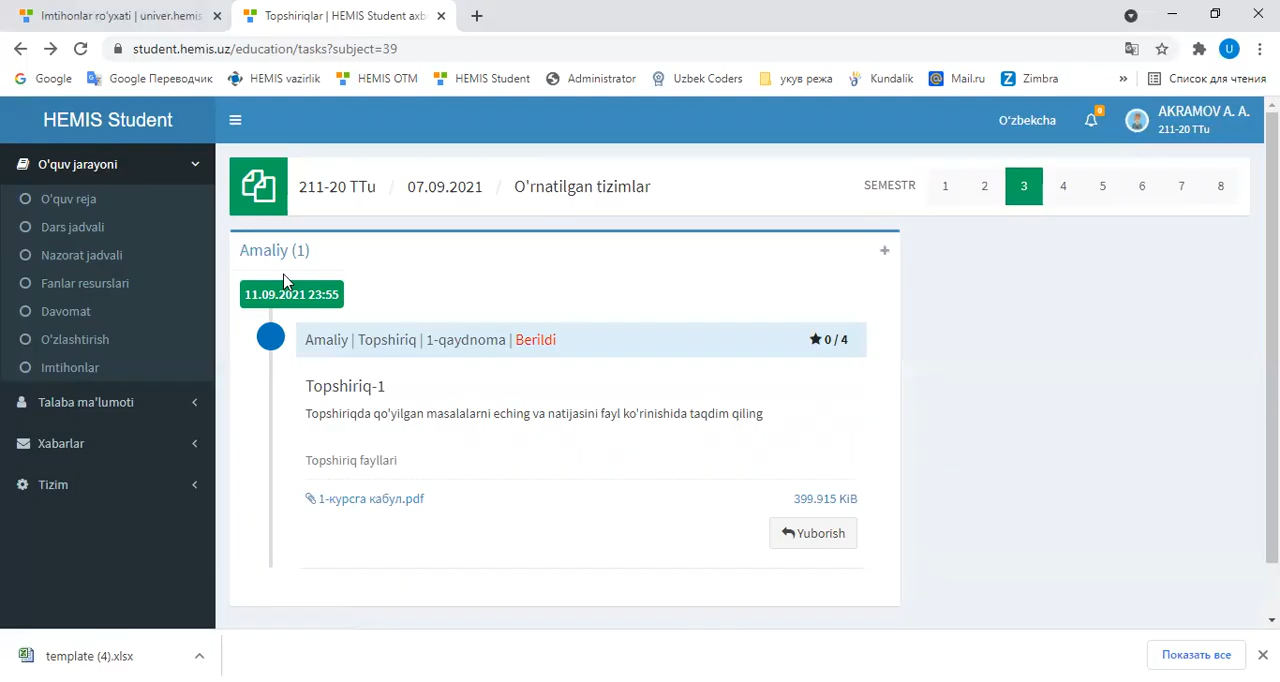 Imtihonlar ro'yxati | univer.hemis
Topshiriqlar | HEMIS Student axb
student.hemis.uz/education/tasks?subject=39
U
Google
Google Переводчик
HEMIS vazirlik
HEMIS OTM
HEMIS Student
Administrator
Uzbek Coders
укув режа
Kundalik
Mail.ru
Zimbra
»
Список для чтения
HEMIS Student
O'zbekcha
0
AKRAMOV A. A.
211-20 TTu
O'quv jarayoni
O'quv reja
Dars jadvali
Nazorat jadvali
Fanlar resurslari
Davomat
O'zlashtirish
Imtihonlar
Talaba ma'lumoti
Xabarlar
Tizim
211-20 TTu / 07.09.2021 / O'rnatilgan tizimlar
SEMESTR 1 2 3 4 5 6 7 8
Amaliy (1)
11.09.2021 23:55
Amaliy | Topshiriq | 1-qaydnoma | Berildi
★ 0 / 4
Topshiriq-1
Topshiriqda qo'yilgan masalalarni eching va natijasini fayl ko'rinishida taqdim qiling
Topshiriq fayllari
1-курсга кабул.pdf
399.915 KiB
Yuborish
template (4).xlsx
Показать все